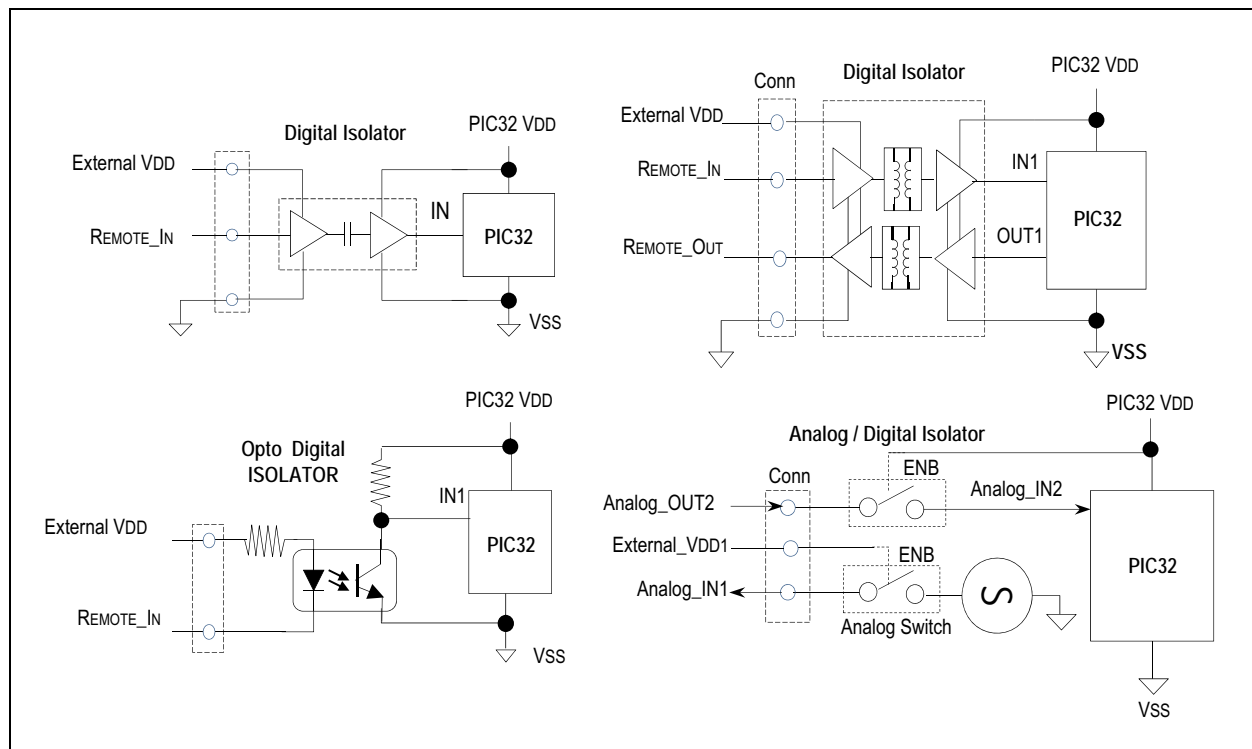 PIC32 VDD
Digital Isolator
External VDD
REMOTE_IN
IN
PIC32
VSS
PIC32 VDD
Digital Isolator
Conn
External VDD
REMOTE_IN
IN1
PIC32
REMOTE_OUT
OUT1
VSS
PIC32 VDD
Opto Digital
ISOLATOR
IN1
External VDD
PIC32
REMOTE_IN
VSS
PIC32 VDD
Analog / Digital Isolator
Conn
ENB
Analog_OUT2
Analog_IN2
External_VDD1
ENB
PIC32
Analog_IN1
S
Analog Switch
VSS